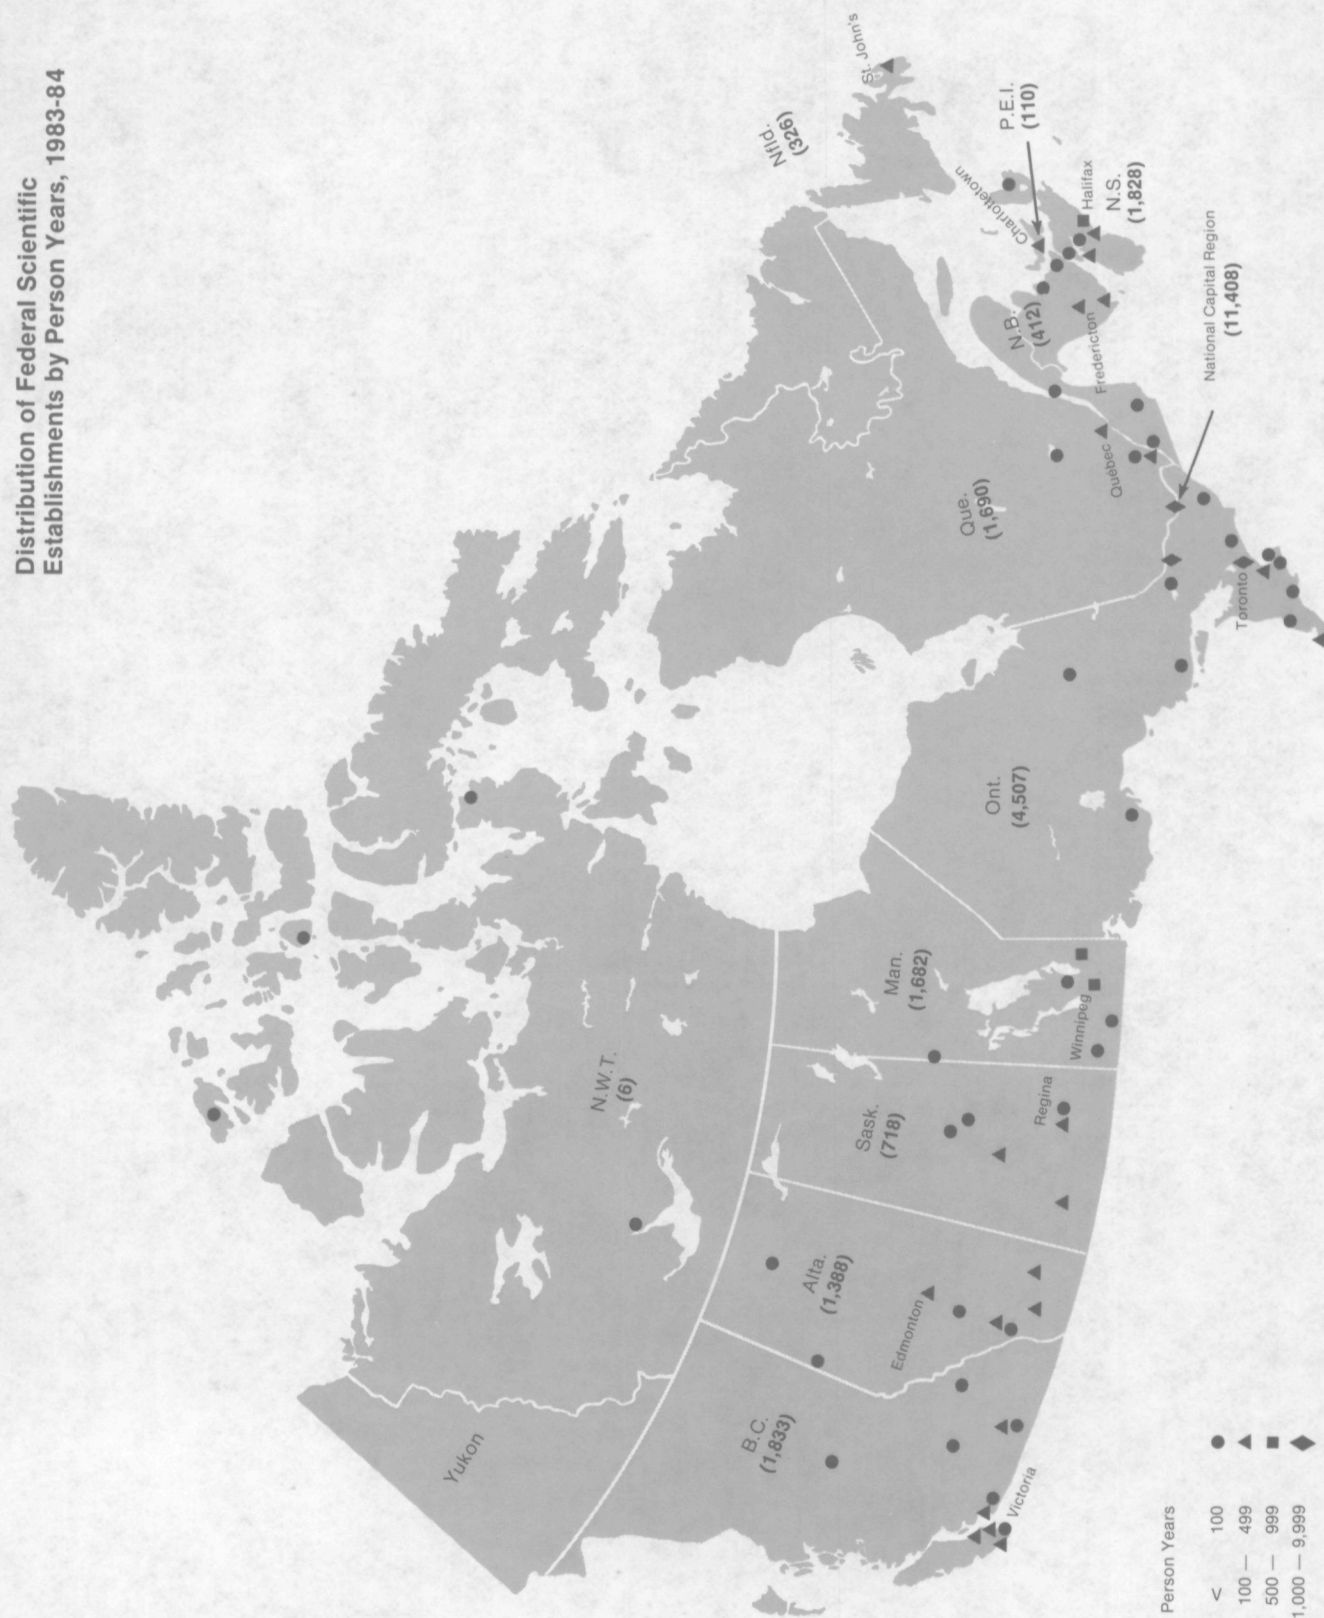 Distribution of Federal Scientific
Establishments by Person Years, 1983-84
Yukon
N.W.T.
(6)
B.C.
(1,833)
Victoria
Alta.
(1,388)
Edmonton
Sask.
(718)
Regina
Man.
(1,682)
Winnipeg
Ont.
(4,507)
Toronto
Que.
(1,690)
Québec
National Capital Region
(11,408)
N.B.
(412)
Fredericton
Charlottetown
P.E.I.
(110)
Halifax
N.S.
(1,828)
Nfld.
(326)
St. John's
Person Years
< 100
100 — 499
500 — 999
1,000 — 9,999